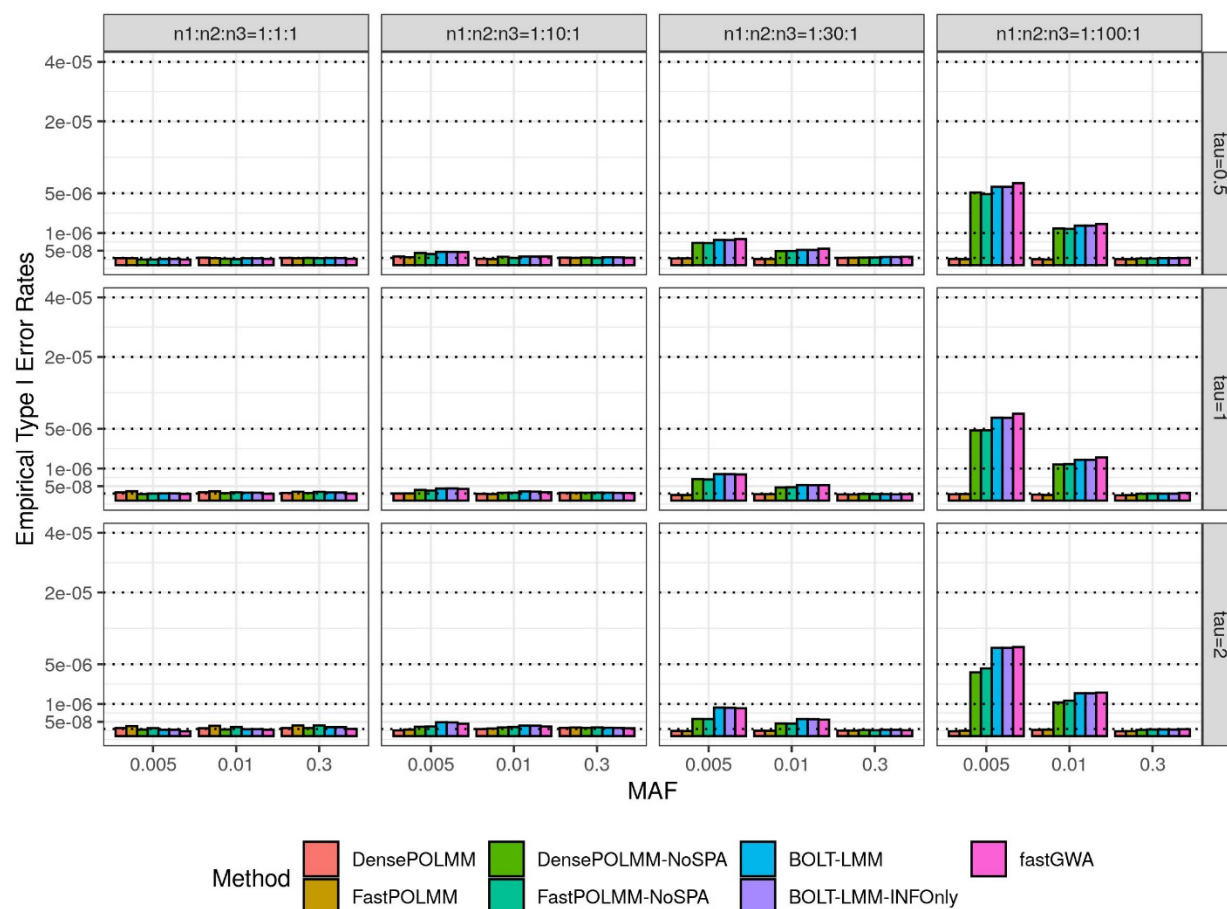 n1:n2:n3=1:1:1 n1:n2:n3=1:10:1 n1:n2:n3=1:30:1 n1:n2:n3=1:100:1
4e-05
2e-05
5e-06
1e-06
5e-08
tau=0.5
4e-05
2e-05
5e-06
1e-06
5e-08
tau=1
4e-05
2e-05
5e-06
1e-06
5e-08
tau=2
Empirical Type I Error Rates
0.005 0.01 0.3 0.005 0.01 0.3 0.005 0.01 0.3 0.005 0.01 0.3
MAF
Method
DensePOLMM DensePOLMM-NoSPA BOLT-LMM fastGWA
FastPOLMM FastPOLMM-NoSPA BOLT-LMM-INFOnly